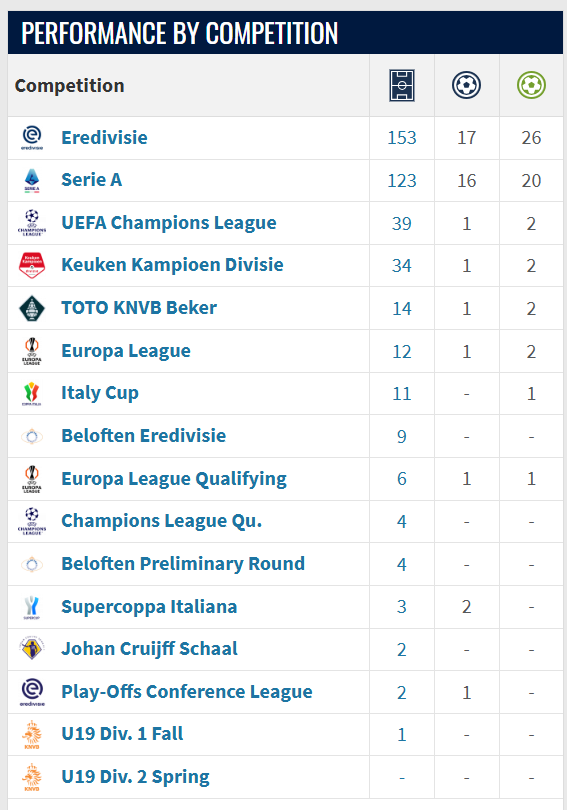 PERFORMANCE BY COMPETITION
Competition
Eredivisie 153 17 26
Serie A 123 16 20
UEFA Champions League 39 1 2
Keuken Kampioen Divisie 34 1 2
TOTO KNVB Beker 14 1 2
Europa League 12 1 2
Italy Cup 11 - 1
Beloften Eredivisie 9 - -
Europa League Qualifying 6 1 1
Champions League Qu. 4 - -
Beloften Preliminary Round 4 - -
Supercoppa Italiana 3 2 -
Johan Cruijff Schaal 2 - -
Play-Offs Conference League 2 1 -
U19 Div. 1 Fall 1 - -
U19 Div. 2 Spring - - -